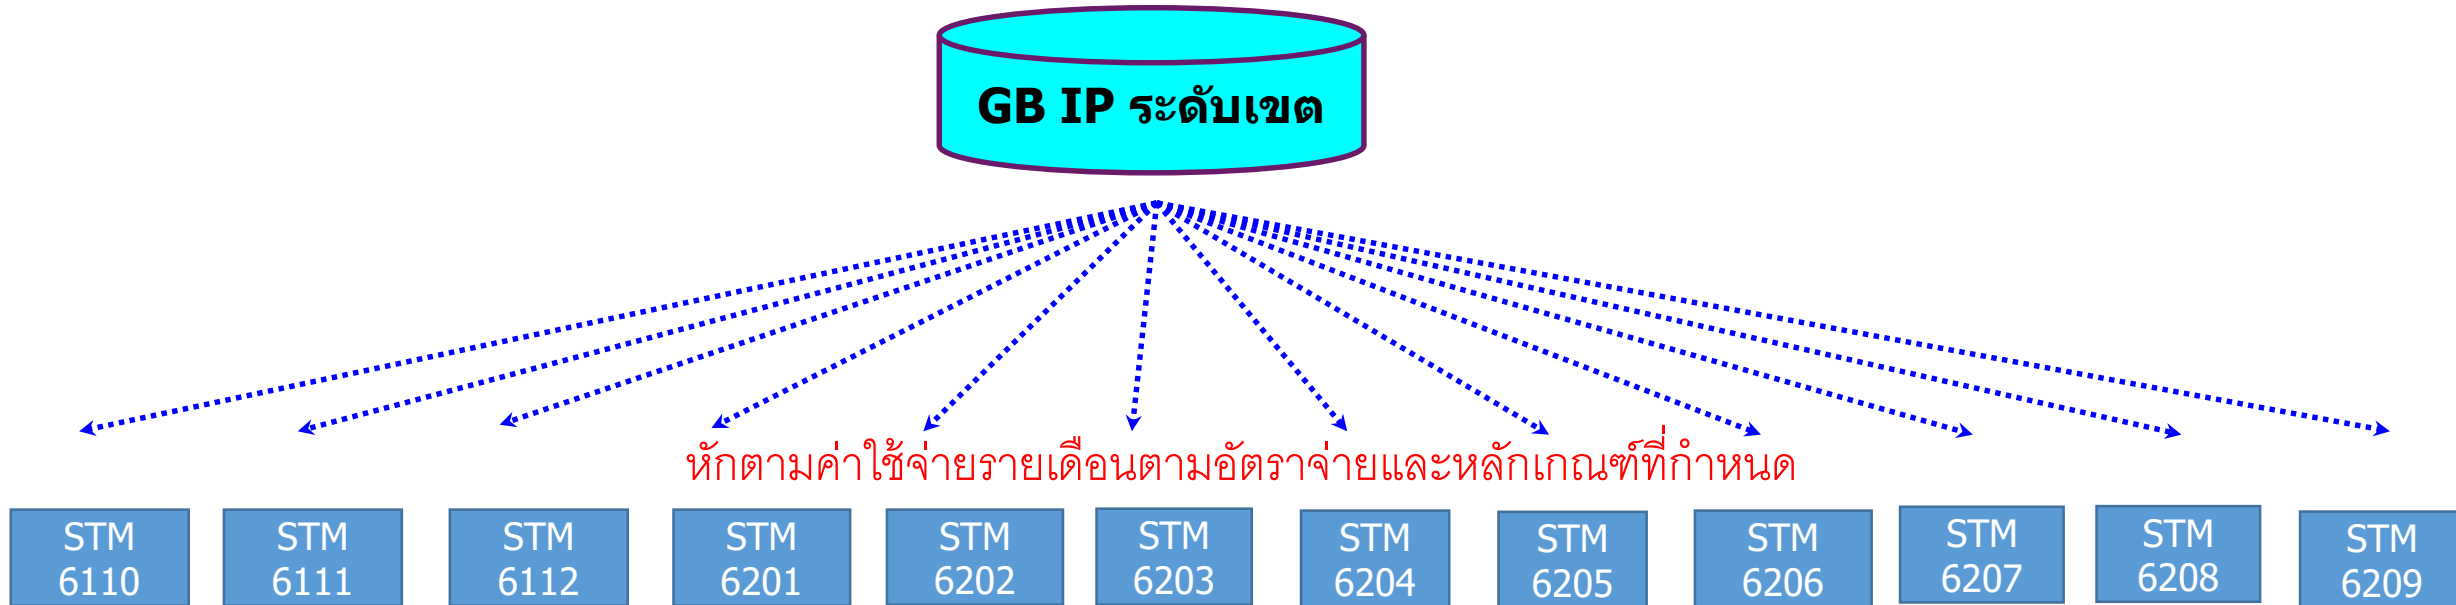 GB IP ระดับเขต
หักตามค่าใช้จ่ายรายเดือนตามอัตราจ่ายและหลักเกณฑ์ที่กำหนด
STM
6110
STM
6111
STM
6112
STM
6201
STM
6202
STM
6203
STM
6204
STM
6205
STM
6206
STM
6207
STM
6208
STM
6209